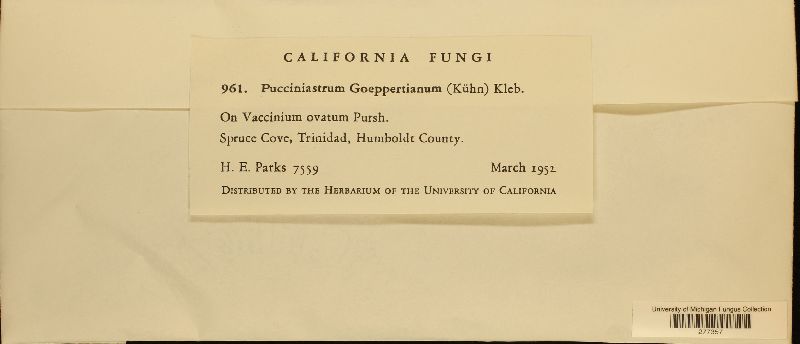 CALIFORNIA FUNGI
961. Pucciniastrum Goeppertianum (Kühn) Kleb.
On Vaccinium ovatum Pursh.
Spruce Cove, Trinidad, Humboldt County.
H. E. Parks 7559 March 1952
DISTRIBUTED BY THE HERBARIUM OF THE UNIVERSITY OF CALIFORNIA
University of Michigan Fungus Collection
277357